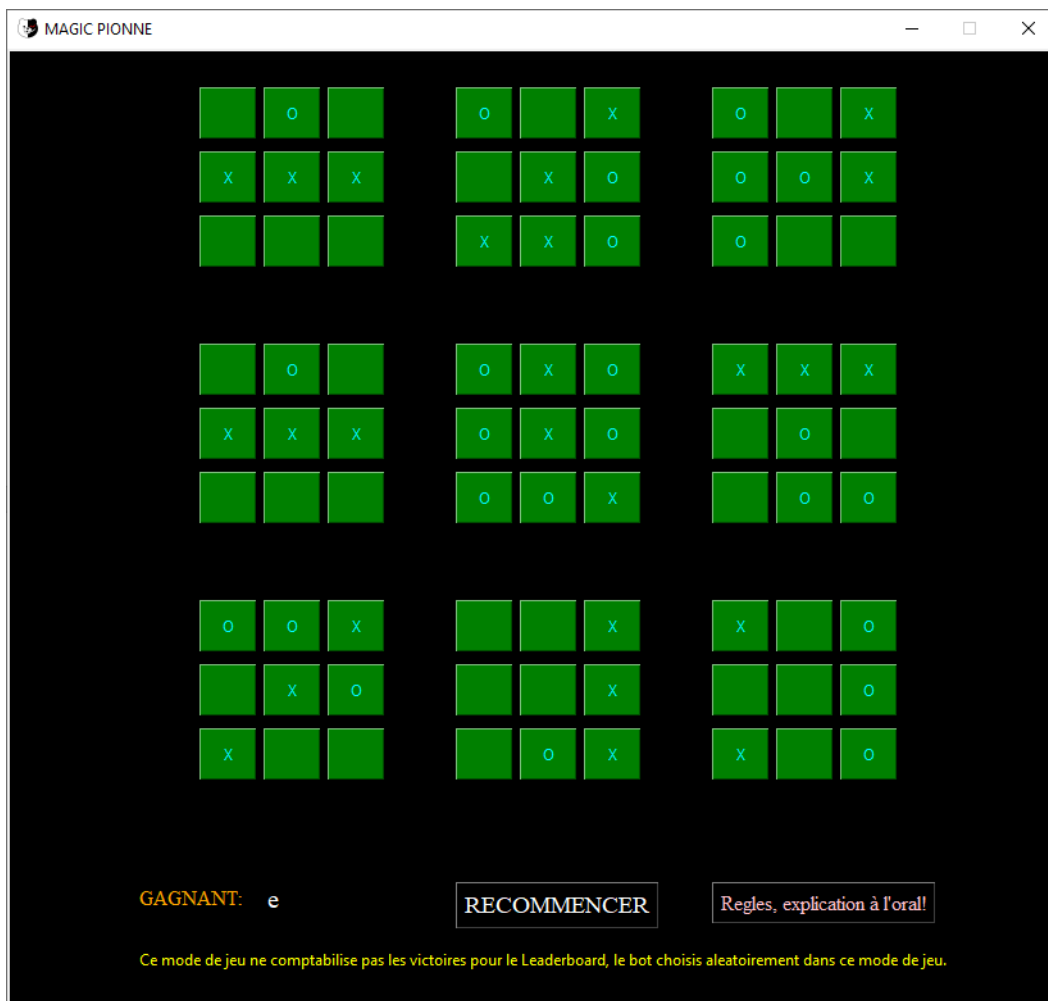 MAGIC PIONNE
O O X O X
X X X X O O O X
X X O O
O O X O X X X
X X X O X O O
O O X O O
O O X X X O
X O X O
X O X X O
GAGNANT: e RECOMMENCER Regles, explication à l'oral!
Ce mode de jeu ne comptabilise pas les victoires pour le Leaderboard, le bot choisis aleatoirement dans ce mode de jeu.